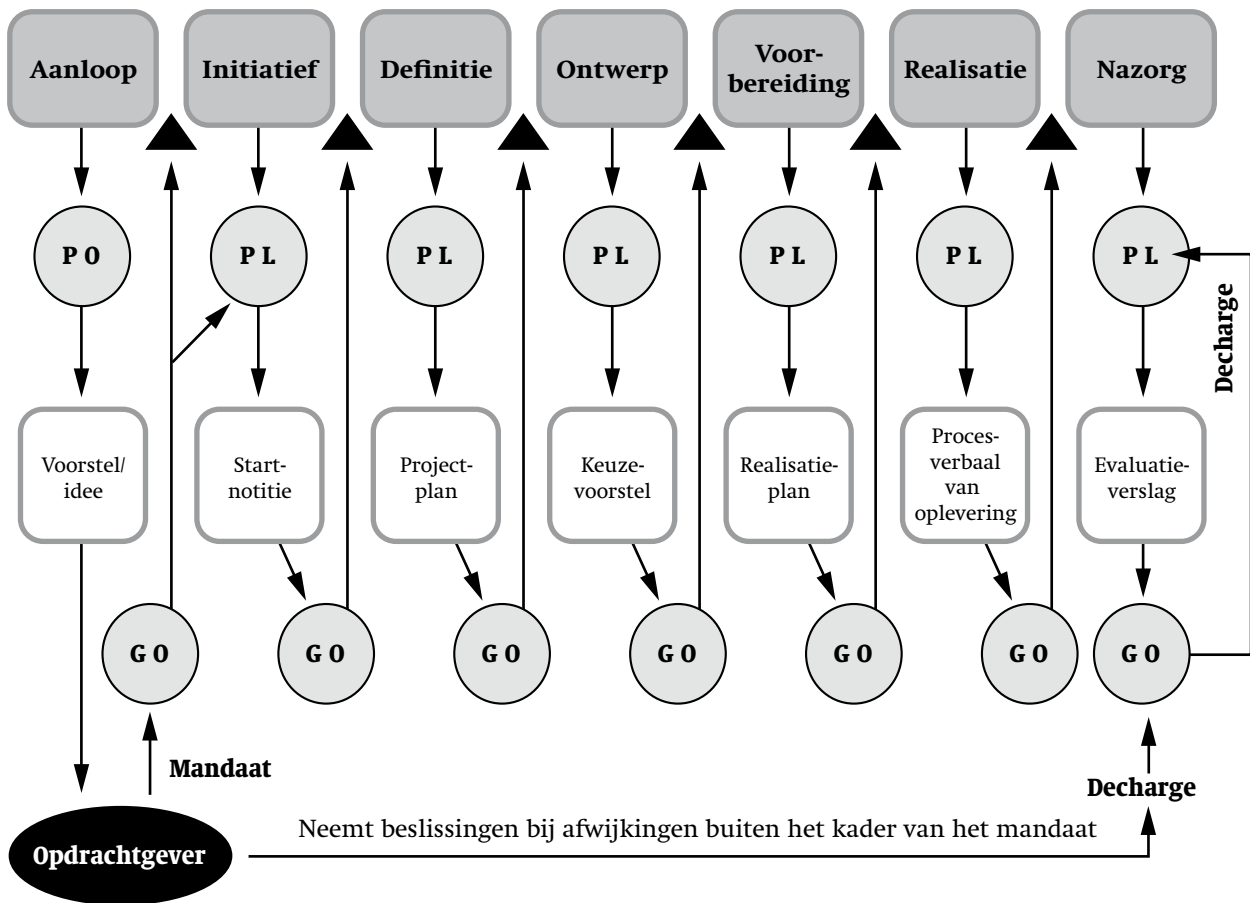 Aanloop
Initiatief
Definitie
Ontwerp
Voor-
bereiding
Realisatie
Nazorg
P O
P L
P L
P L
P L
P L
P L
Decharge
Voorstel/
idee
Start-
notitie
Project-
plan
Keuze-
voorstel
Realisatie-
plan
Proces-
verbaal
van
oplevering
Evaluatie-
verslag
G O
G O
G O
G O
G O
G O
G O
Mandaat
Decharge
Opdrachtgever
Neemt beslissingen bij afwijkingen buiten het kader van het mandaat